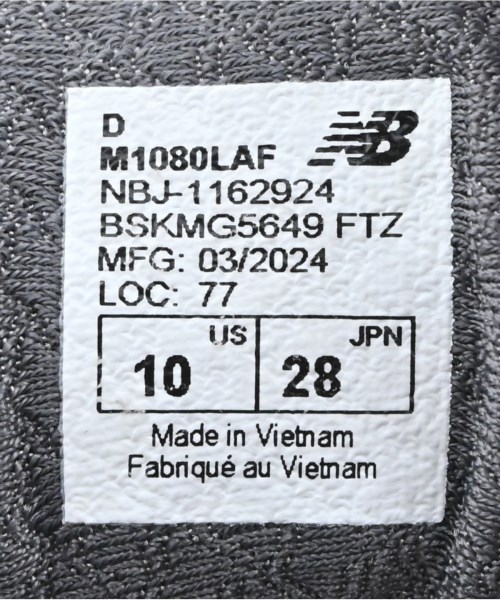 D
M1080LAF
NB
NBJ-1162924
BSKMG5649 FTZ
MFG: 03/2024
LOC: 77
US
10
JPN
28
Made in Vietnam
Fabriqué au Vietnam